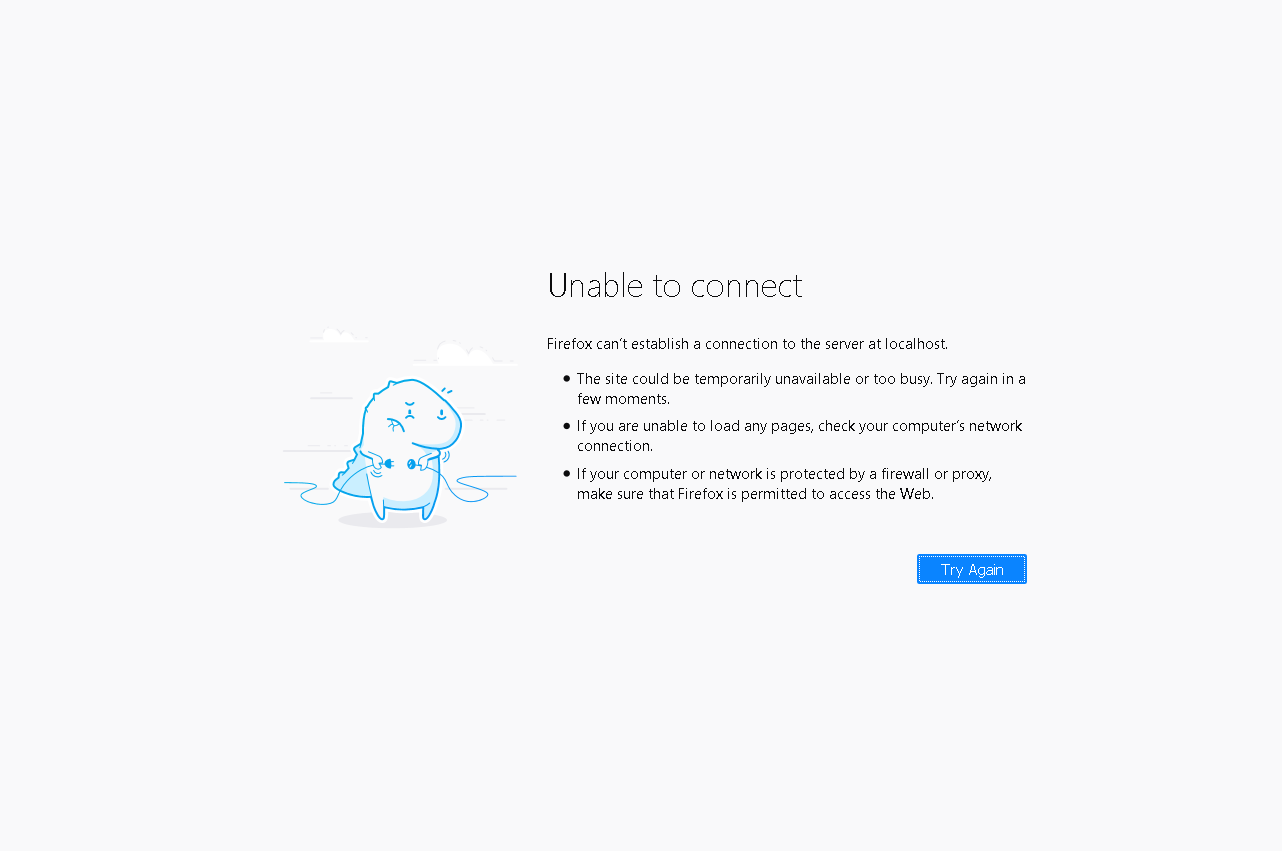 Unable to connect
Firefox can’t establish a connection to the server at localhost.
The site could be temporarily unavailable or too busy. Try again in a
few moments.
If you are unable to load any pages, check your computer’s network
connection.
If your computer or network is protected by a firewall or proxy,
make sure that Firefox is permitted to access the Web.
Try Again